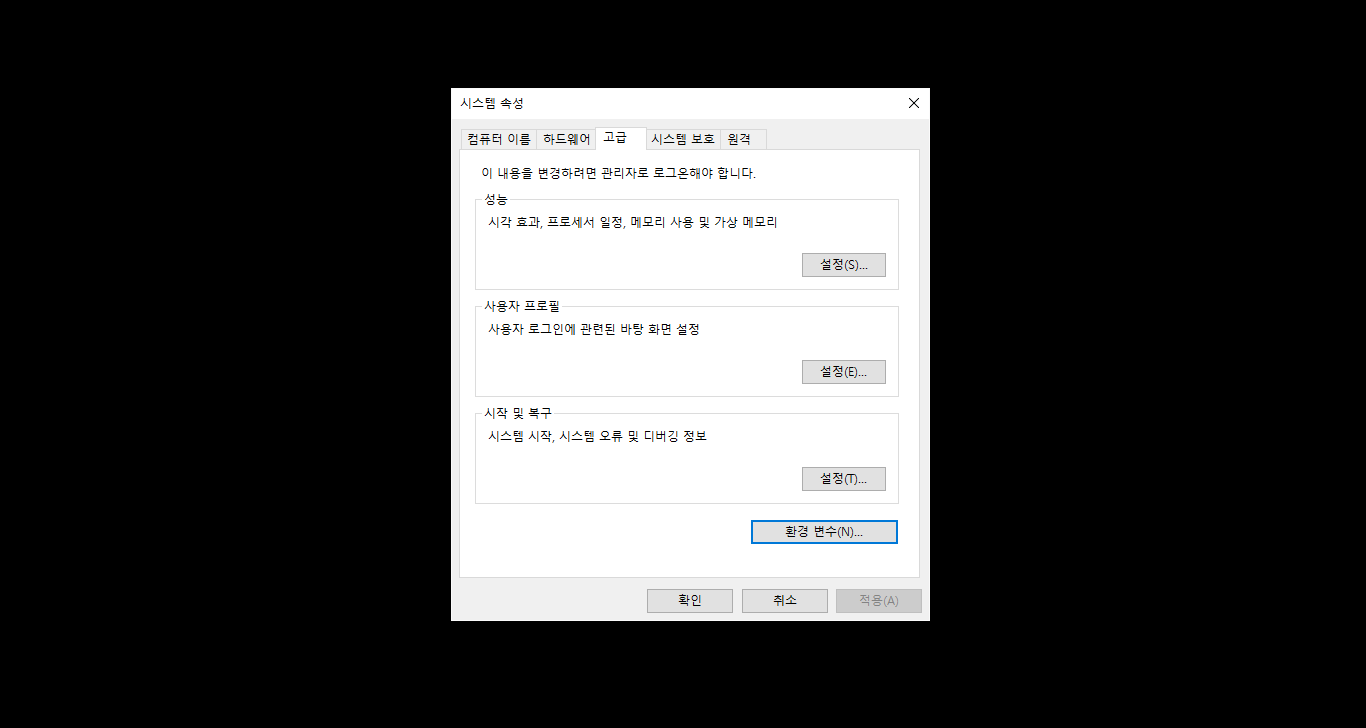 시스템 속성
컴퓨터 이름 하드웨어 고급 시스템 보호 원격
이 내용을 변경하려면 관리자로 로그온해야 합니다.
성능
시각 효과, 프로세서 일정, 메모리 사용 및 가상 메모리
설정(S)...
사용자 프로필
사용자 로그인에 관련된 바탕 화면 설정
설정(E)...
시작 및 복구
시스템 시작, 시스템 오류 및 디버깅 정보
설정(T)...
환경 변수(N)...
확인 취소 적용(A)